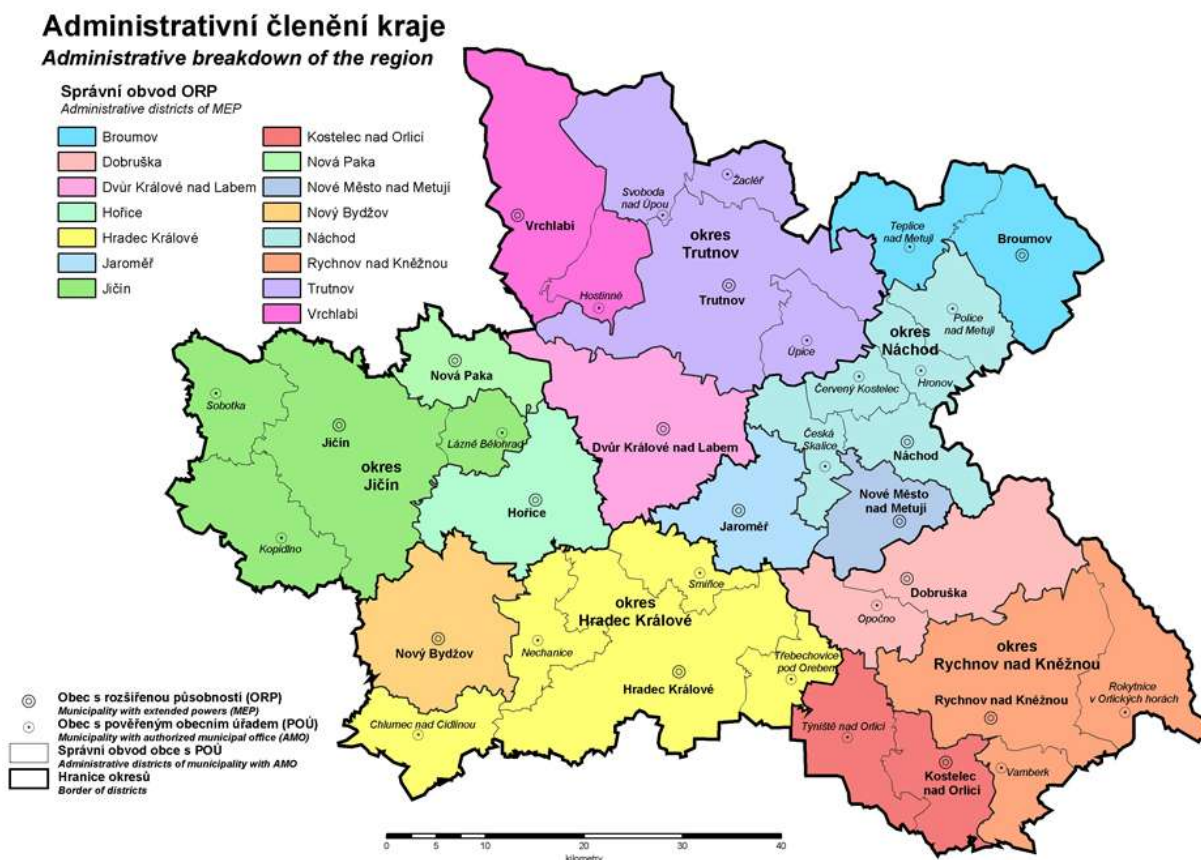 Administrativní členění kraje
Administrative breakdown of the region
Správní obvod ORP
Administrative districts of MEP
Broumov
Dobruška
Dvůr Králové nad Labem
Hořice
Hradec Králové
Jaroměř
Jičín
Kostelec nad Orlicí
Nová Paka
Nové Město nad Metují
Nový Bydžov
Náchod
Rychnov nad Kněžnou
Trutnov
Vrchlabí
Žacléř
Svoboda
nad Úpou
Vrchlabí
okres
Trutnov
Teplice
nad Metují
Broumov
Trutnov
Hostinné
Police
nad Metují
okres
Náchod
Úpice
Nová Paka
Červený Kostelec
Hronov
Sobotka
Jičín
Lázně Bělohrad
Dvůr Králové nad Labem
Česká
Skalice
Náchod
okres
Jičín
Nové Město
nad Metují
Hořice
Jaroměř
Kopidlno
Smiřice
Dobruška
okres
Hradec Králové
Opočno
Nový Bydžov
Nechanice
Třebechovice
pod Orebem
okres
Rychnov nad Kněžnou
Hradec Králové
Rychnov nad Kněžnou
Rokytnice
v Orlických horách
Chlumec nad Cidlinou
Týniště nad Orlicí
Kostelec
nad Orlicí
Vamberk
Obec s rozšířenou působností (ORP)
Municipality with extended powers (MEP)
Obec s pověřeným obecním úřadem (POÚ)
Municipality with authorized municipal office (AMO)
Správní obvod obce s POÚ
Administrative districts of municipality with AMO
Hranice okresů
Border of districts
0 5 10 20 30 40
kilometry